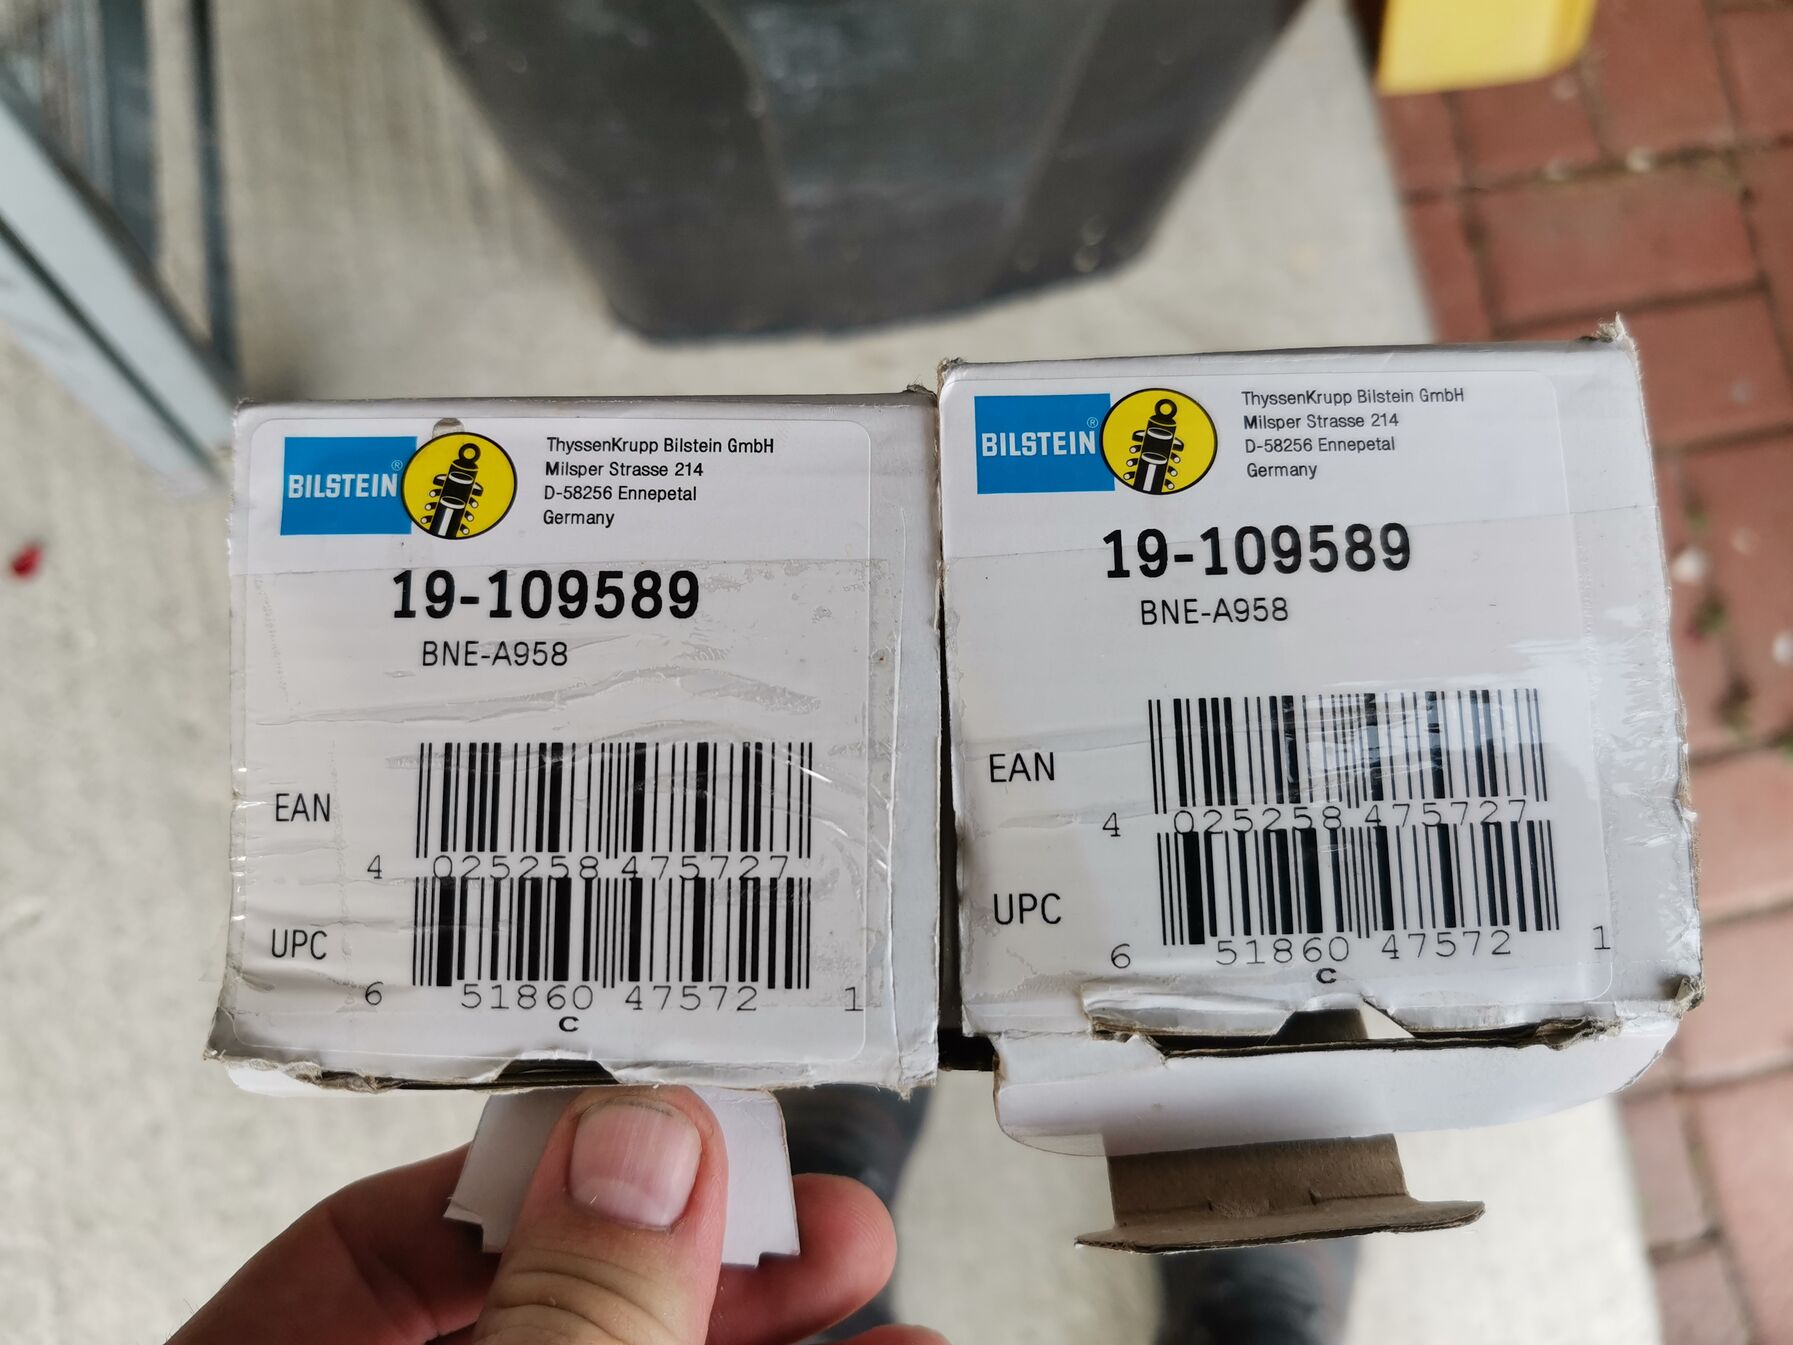 BILSTEIN®
ThyssenKrupp Bilstein GmbH
Milsper Strasse 214
D-58256 Ennepetal
Germany
19-109589
BNE-A958
EAN
4 025258 475727
UPC
6 51860 47572 1
C
BILSTEIN®
ThyssenKrupp Bilstein GmbH
Milsper Strasse 214
D-58256 Ennepetal
Germany
19-109589
BNE-A958
EAN
4 025258 475727
UPC
6 51860 47572 1
C